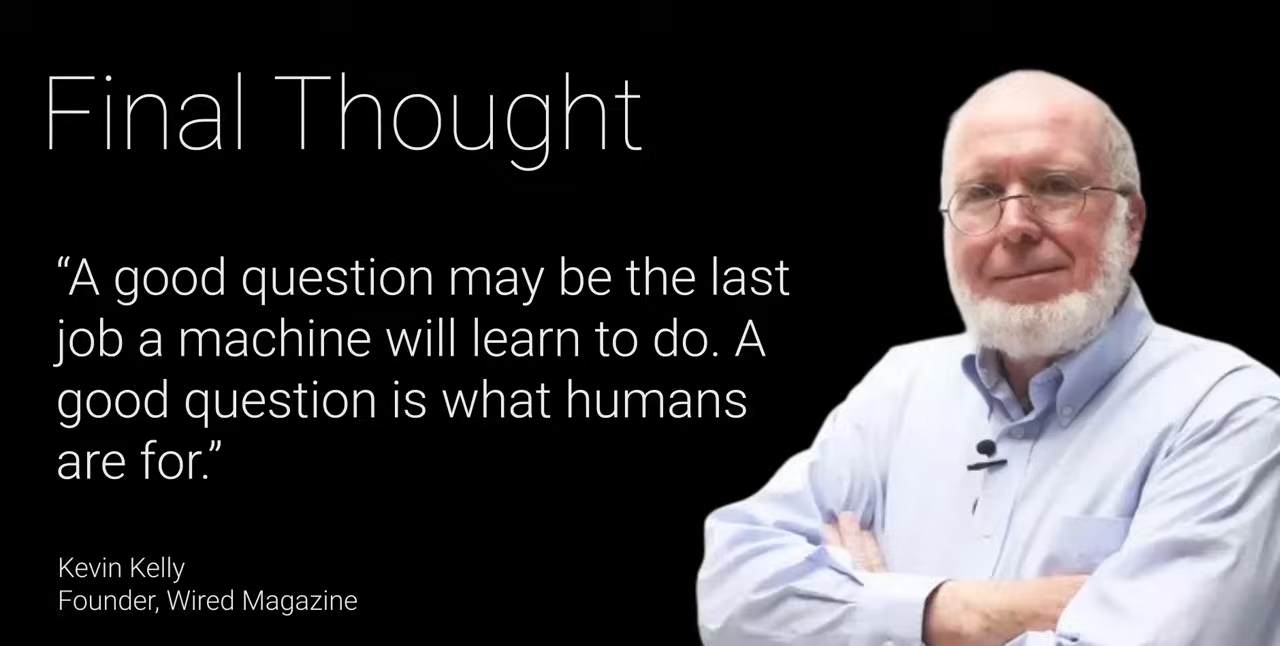 Final Thought
“A good question may be the last
job a machine will learn to do. A
good question is what humans
are for.”
Kevin Kelly
Founder, Wired Magazine